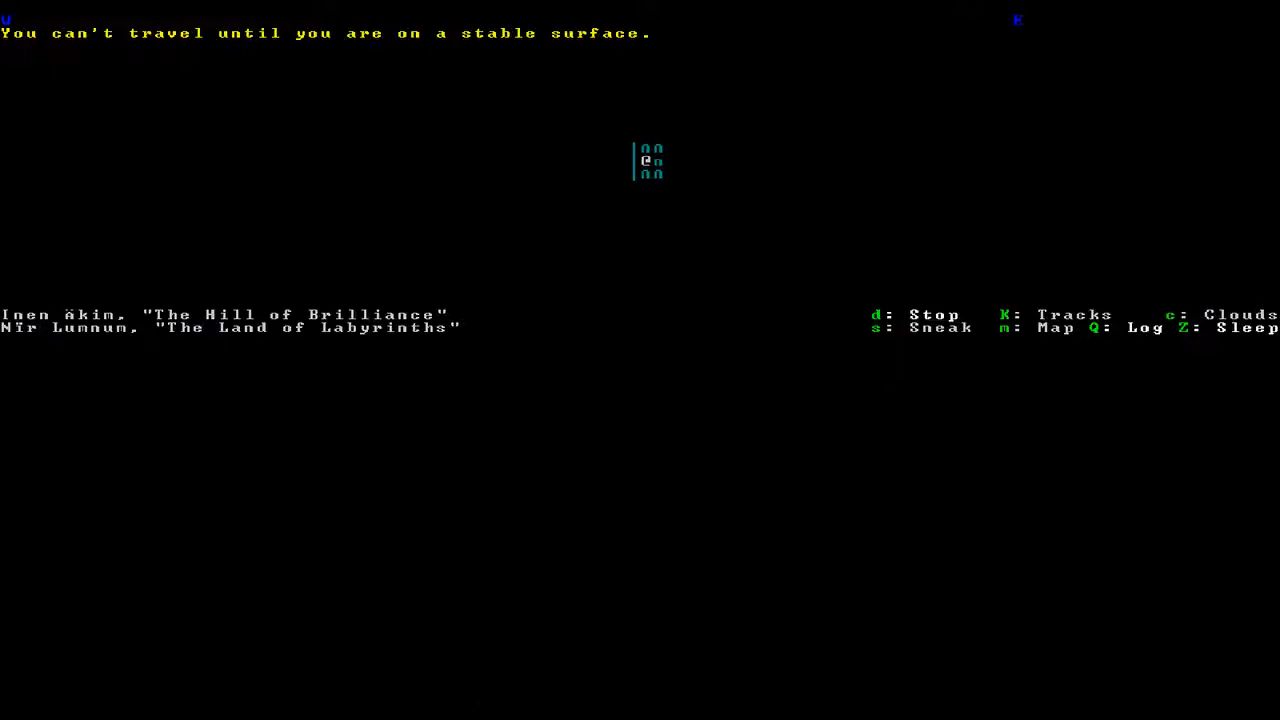 E
You can't travel until you are on a stable surface.
@
Inen Äkim, "The Hill of Brilliance"
Nïr Lumnum, "The Land of Labyrinths"
d: Stop K: Tracks c: Clouds
s: Sneak m: Map Q: Log Z: Sleep